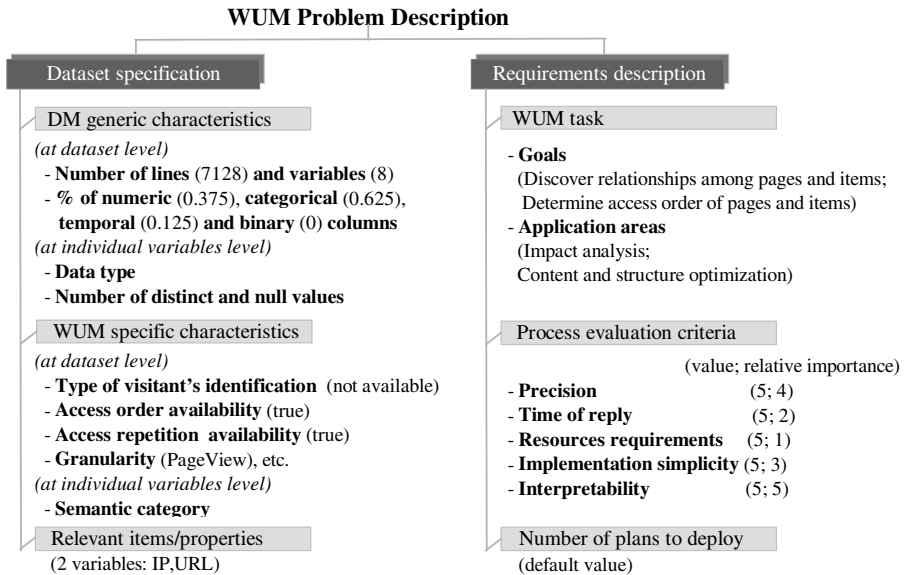 WUM Problem Description
Dataset specification
DM generic characteristics
(at dataset level)
- Number of lines (7128) and variables (8)
- % of numeric (0.375), categorical (0.625),
temporal (0.125) and binary (0) columns
(at individual variables level)
- Data type
- Number of distinct and null values
WUM specific characteristics
(at dataset level)
- Type of visitant's identification (not available)
- Access order availability (true)
- Access repetition availability (true)
- Granularity (PageView), etc.
(at individual variables level)
- Semantic category
Relevant items/properties
(2 variables: IP,URL)
Requirements description
WUM task
- Goals
(Discover relationships among pages and items;
Determine access order of pages and items)
- Application areas
(Impact analysis;
Content and structure optimization)
Process evaluation criteria
(value; relative importance)
- Precision (5; 4)
- Time of reply (5; 2)
- Resources requirements (5; 1)
- Implementation simplicity (5; 3)
- Interpretability (5; 5)
Number of plans to deploy
(default value)